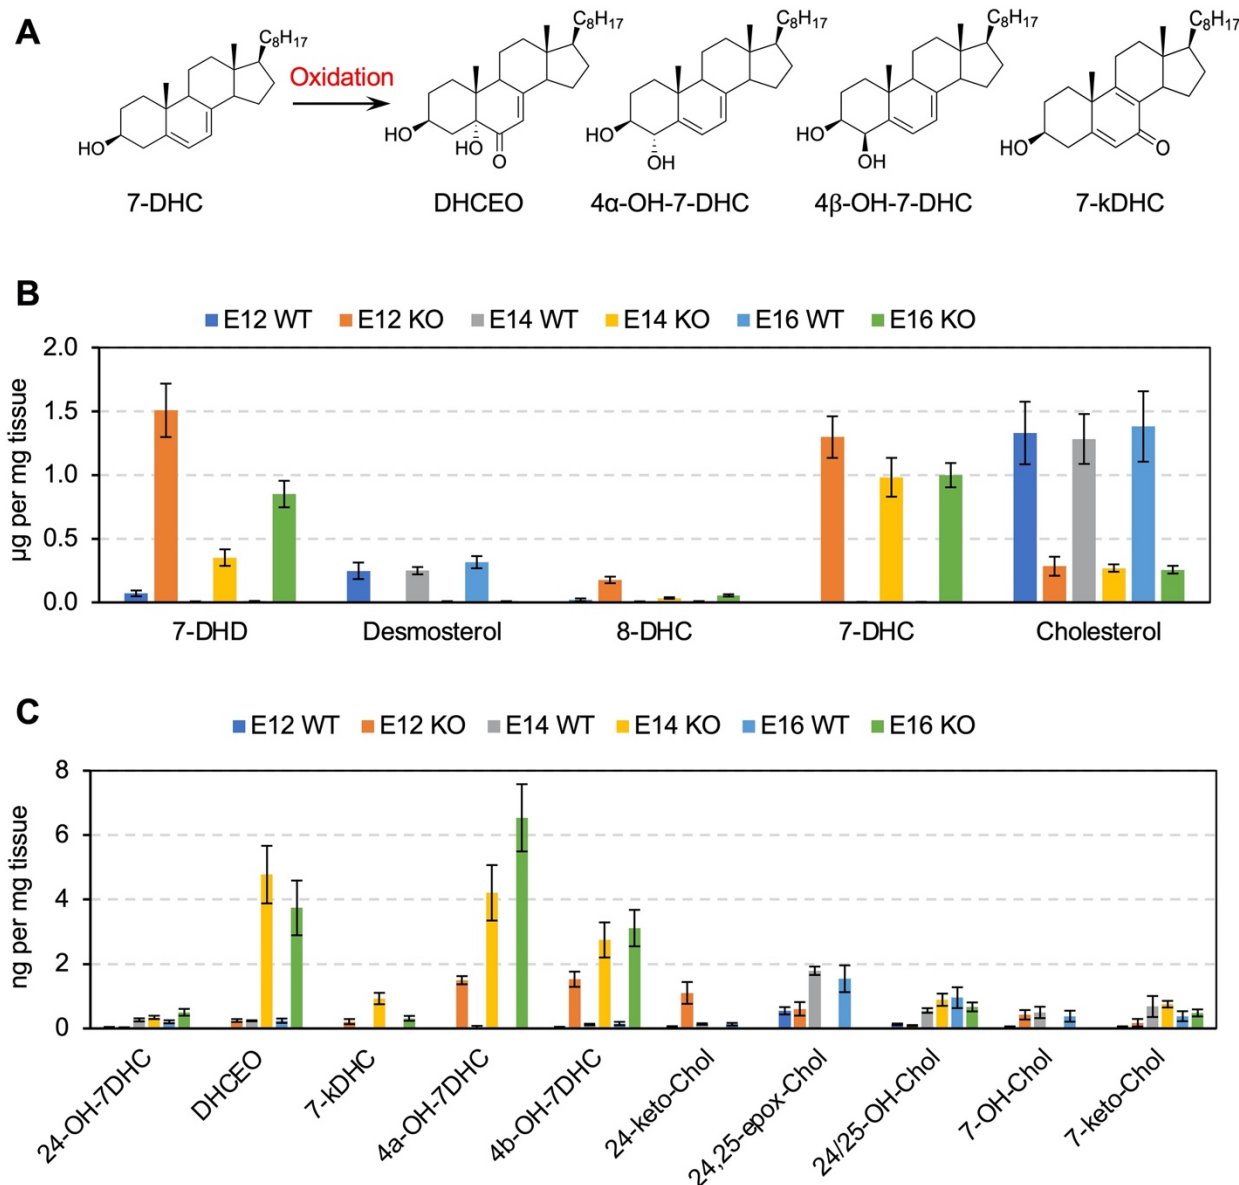 A
C₈H₁₇
C₈H₁₇
C₈H₁₇
C₈H₁₇
C₈H₁₇
Oxidation
HO
HO
HO
O
HO
OH
HO
OH
HO
O
7-DHC
DHCEO
4α-OH-7-DHC
4β-OH-7-DHC
7-kDHC
B
E12 WT E12 KO E14 WT E14 KO E16 WT E16 KO
µg per mg tissue
2.0
1.5
1.0
0.5
0.0
7-DHD Desmosterol 8-DHC 7-DHC Cholesterol
C
E12 WT E12 KO E14 WT E14 KO E16 WT E16 KO
ng per mg tissue
8
6
4
2
0
24-OH-7DHC
DHCEO
7-kDHC
4a-OH-7DHC
4b-OH-7DHC
24-keto-Chol
24,25-epox-Chol
24/25-OH-Chol
7-OH-Chol
7-keto-Chol